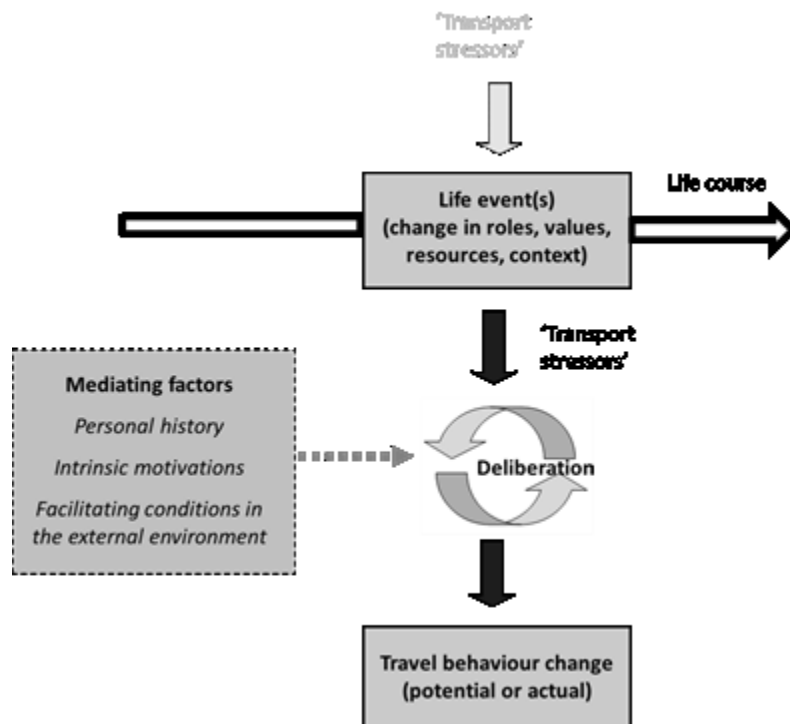 'Transport
stressors'
Life course
Life event(s)
(change in roles, values,
resources, context)
'Transport
stressors'
Mediating factors
Personal history
Intrinsic motivations
Facilitating conditions in
the external environment
Deliberation
Travel behaviour change
(potential or actual)